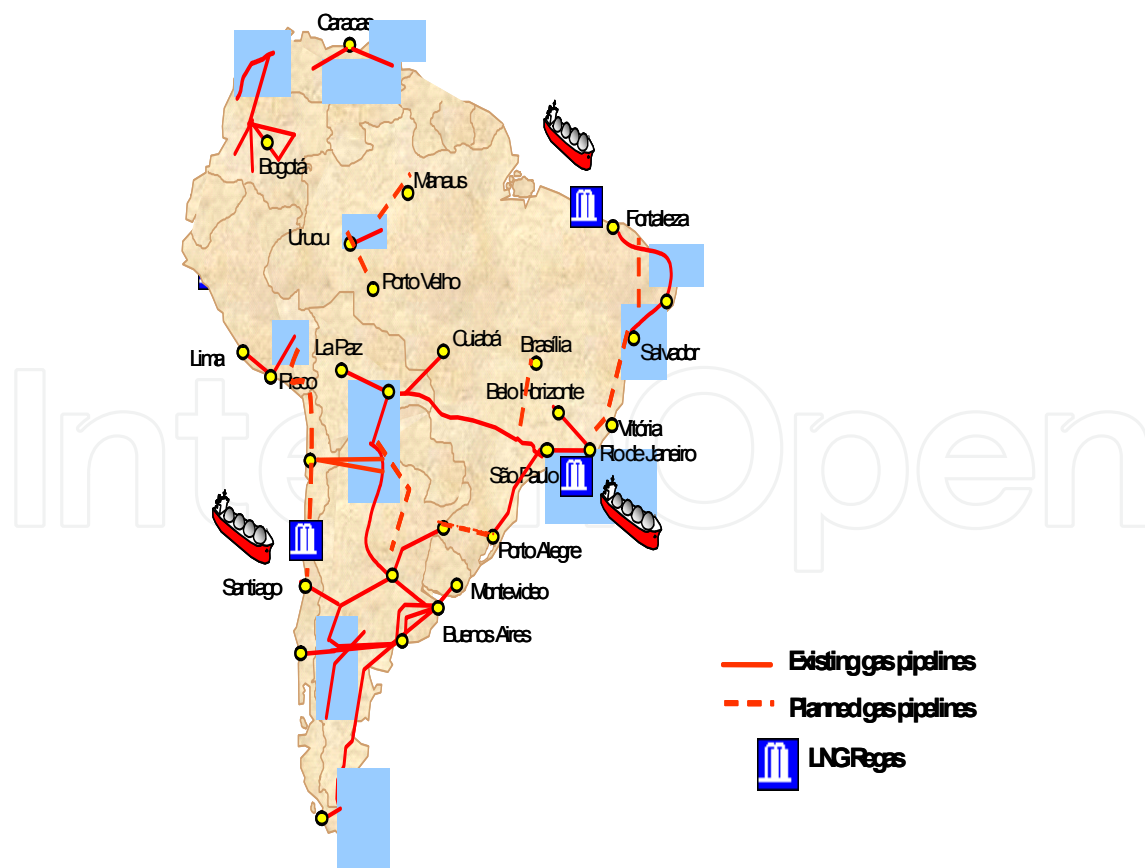 Caracas
Bogotá
Manaus
Fortaleza
Urucu
Porto Velho
Lima
Pisco
La Paz
Cuiabá
Brasília
Salvador
Belo Horizonte
Vitória
Rio de Janeiro
São Paulo
Porto Alegre
Santiago
Montevideo
Buenos Aires
Existing gas pipelines
Planned gas pipelines
LNG Regas